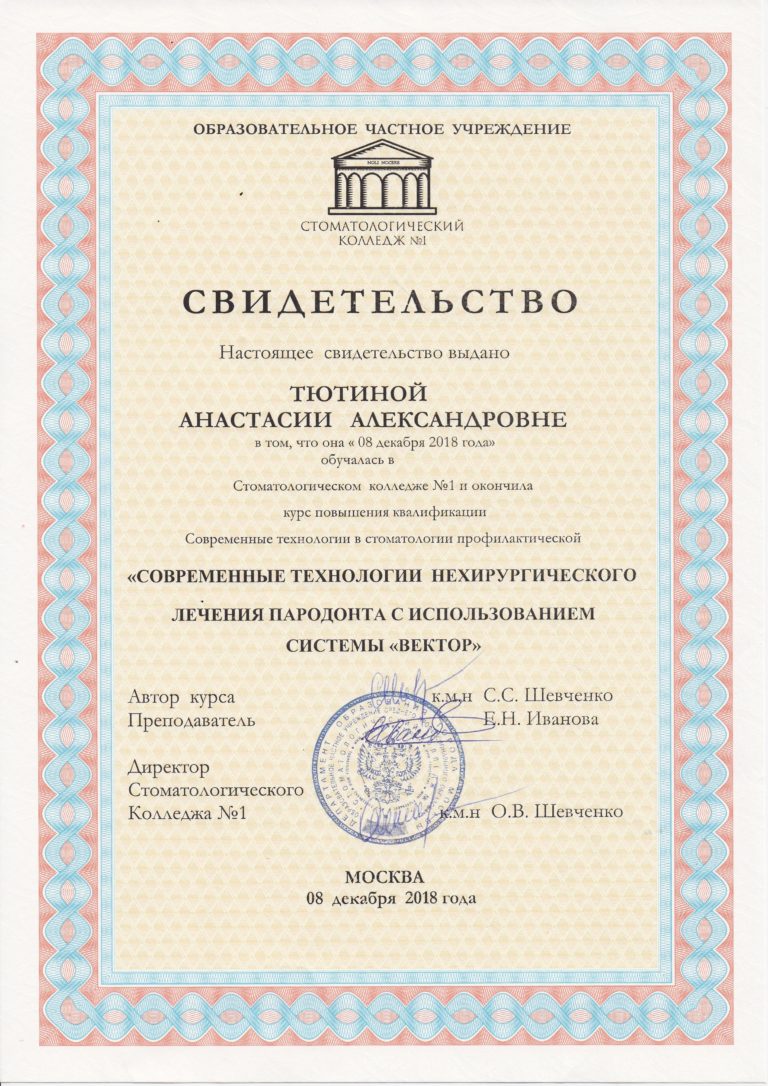 ОБРАЗОВАТЕЛЬНОЕ ЧАСТНОЕ УЧРЕЖДЕНИЕ
NOLI NOCERE
СТОМАТОЛОГИЧЕСКИЙ
КОЛЛЕДЖ №1
СВИДЕТЕЛЬСТВО
Настоящее свидетельство выдано
ТЮТИНОЙ
АНАСТАСИИ АЛЕКСАНДРОВНЕ
в том, что она « 08 декабря 2018 года»
обучалась в
Стоматологическом колледже №1 и окончила
курс повышения квалификации
Современные технологии в стоматологии профилактической
«СОВРЕМЕННЫЕ ТЕХНОЛОГИИ НЕХИРУРГИЧЕСКОГО
ЛЕЧЕНИЯ ПАРОДОНТА С ИСПОЛЬЗОВАНИЕМ
СИСТЕМЫ «ВЕКТОР»
Автор курса к.м.н С.С. Шевченко
Преподаватель Е.Н. Иванова
Директор
Стоматологического
Колледжа №1 к.м.н О.В. Шевченко
МОСКВА
08 декабря 2018 года